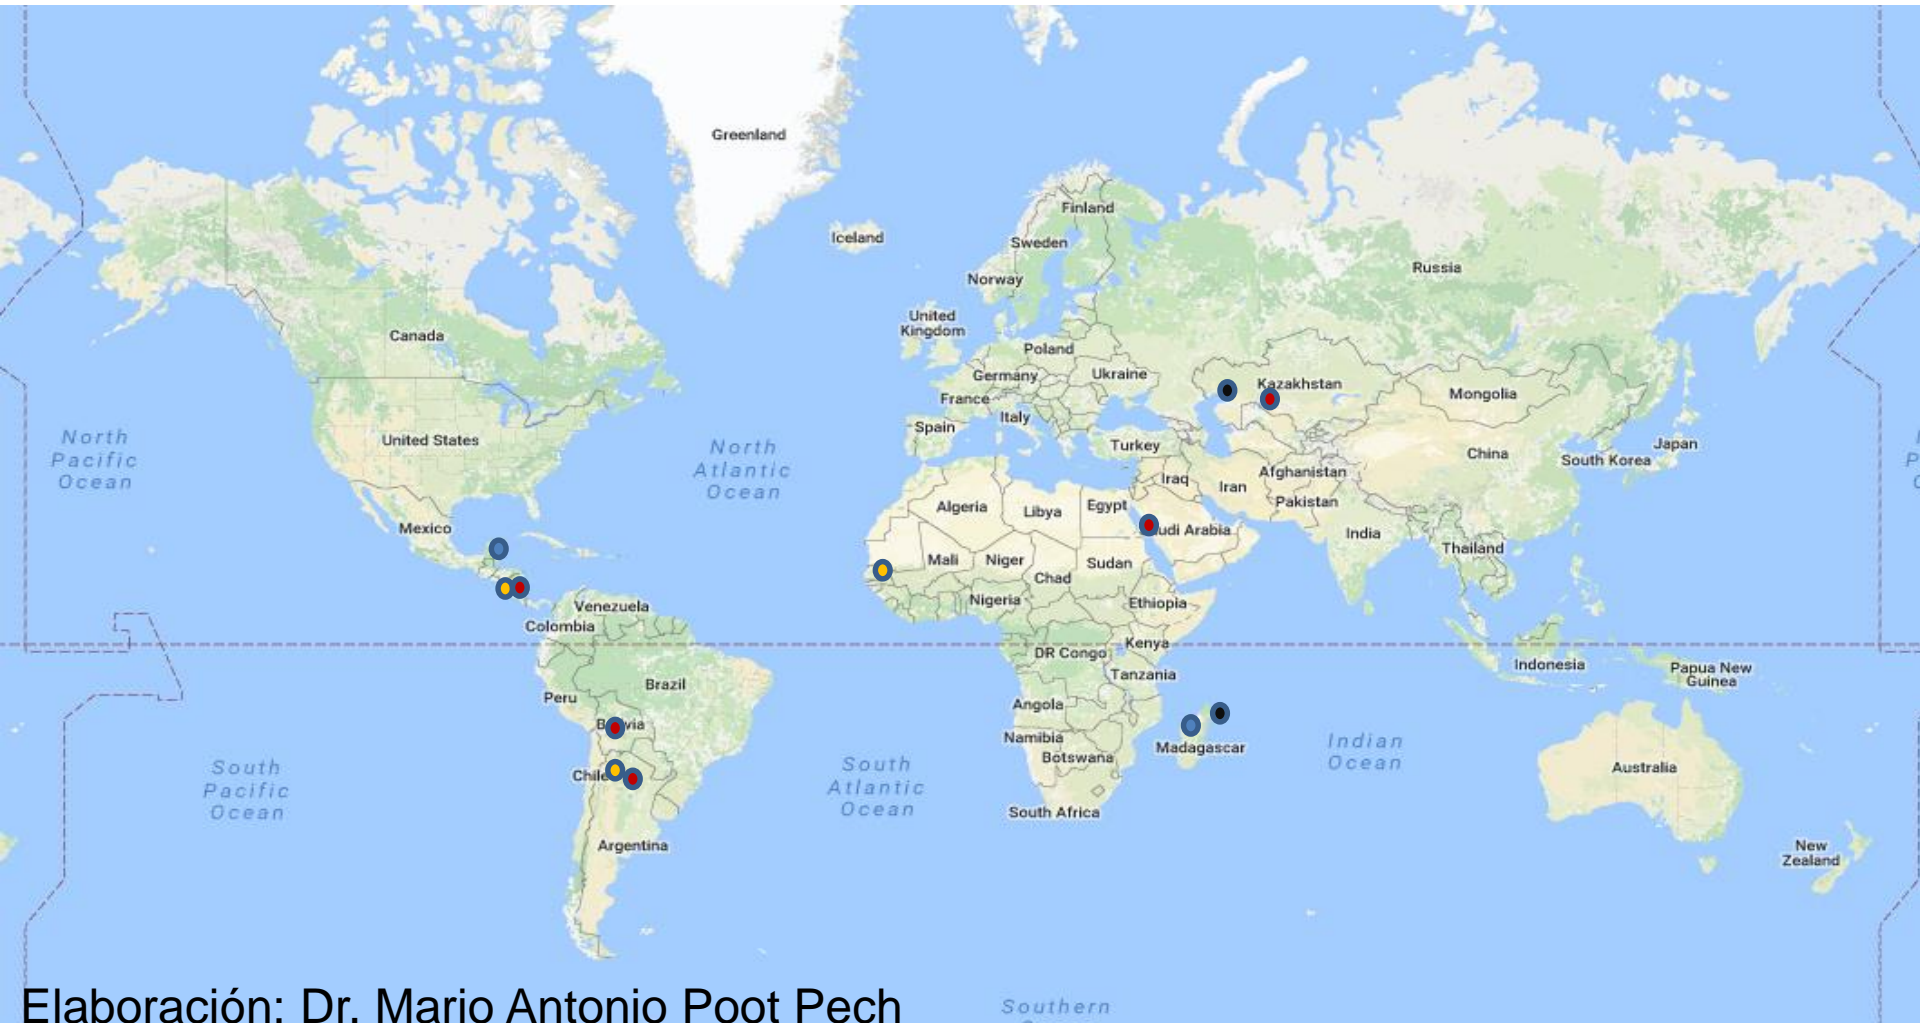 Greenland
Iceland
Finland
Sweden
Norway
Russia
United
Kingdom
Canada
Poland
Germany
Ukraine
France
Kazakhstan
Mongolia
Italy
Spain
United States
Turkey
North
Pacific
Ocean
North
Atlantic
Ocean
China
Japan
South Korea
Iraq
Iran
Afghanistan
Pakistan
Algeria
Libya
Egypt
Mexico
India
Thailand
Mali
Niger
Sudan
Chad
Nigeria
Ethiopia
Venezuela
Colombia
Kenya
DR Congo
Tanzania
Indonesia
Papua New
Guinea
Peru
Brazil
Angola
Namibia
Botswana
Madagascar
Chile
South
Pacific
Ocean
South
Atlantic
Ocean
Indian
Ocean
Australia
South Africa
Argentina
New
Zealand
Elaboración: Dr. Mario Antonio Poot Pech
Southern